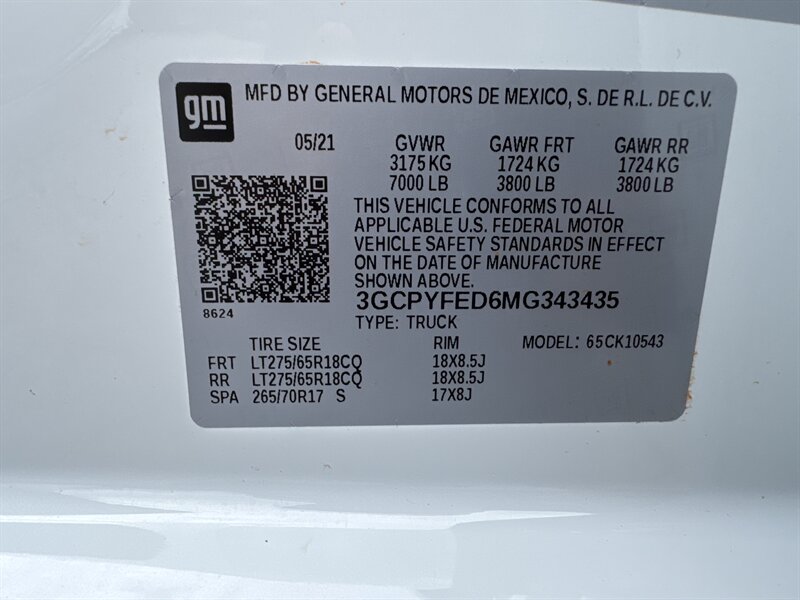 gm MFD BY GENERAL MOTORS DE MEXICO, S. DE R.L. DE C.V.
05/21 GVWR GAWR FRT GAWR RR
3175 KG 1724 KG 1724 KG
7000 LB 3800 LB 3800 LB
THIS VEHICLE CONFORMS TO ALL
APPLICABLE U.S. FEDERAL MOTOR
VEHICLE SAFETY STANDARDS IN EFFECT
ON THE DATE OF MANUFACTURE
SHOWN ABOVE.
3GCPYFED6MG343435
8624
TYPE: TRUCK
TIRE SIZE RIM MODEL: 65CK10543
FRT LT275/65R18CQ 18X8.5J
RR LT275/65R18CQ 18X8.5J
SPA 265/70R17 S 17X8J